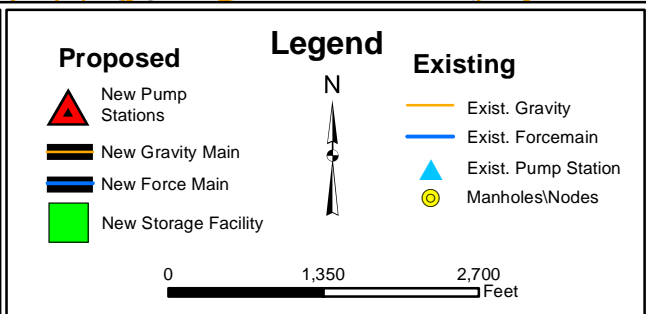 Legend
Proposed
New Pump
Stations
New Gravity Main
New Force Main
New Storage Facility
N
Existing
Exist. Gravity
Exist. Forcemain
Exist. Pump Station
Manholes\Nodes
0 1,350 2,700
Feet